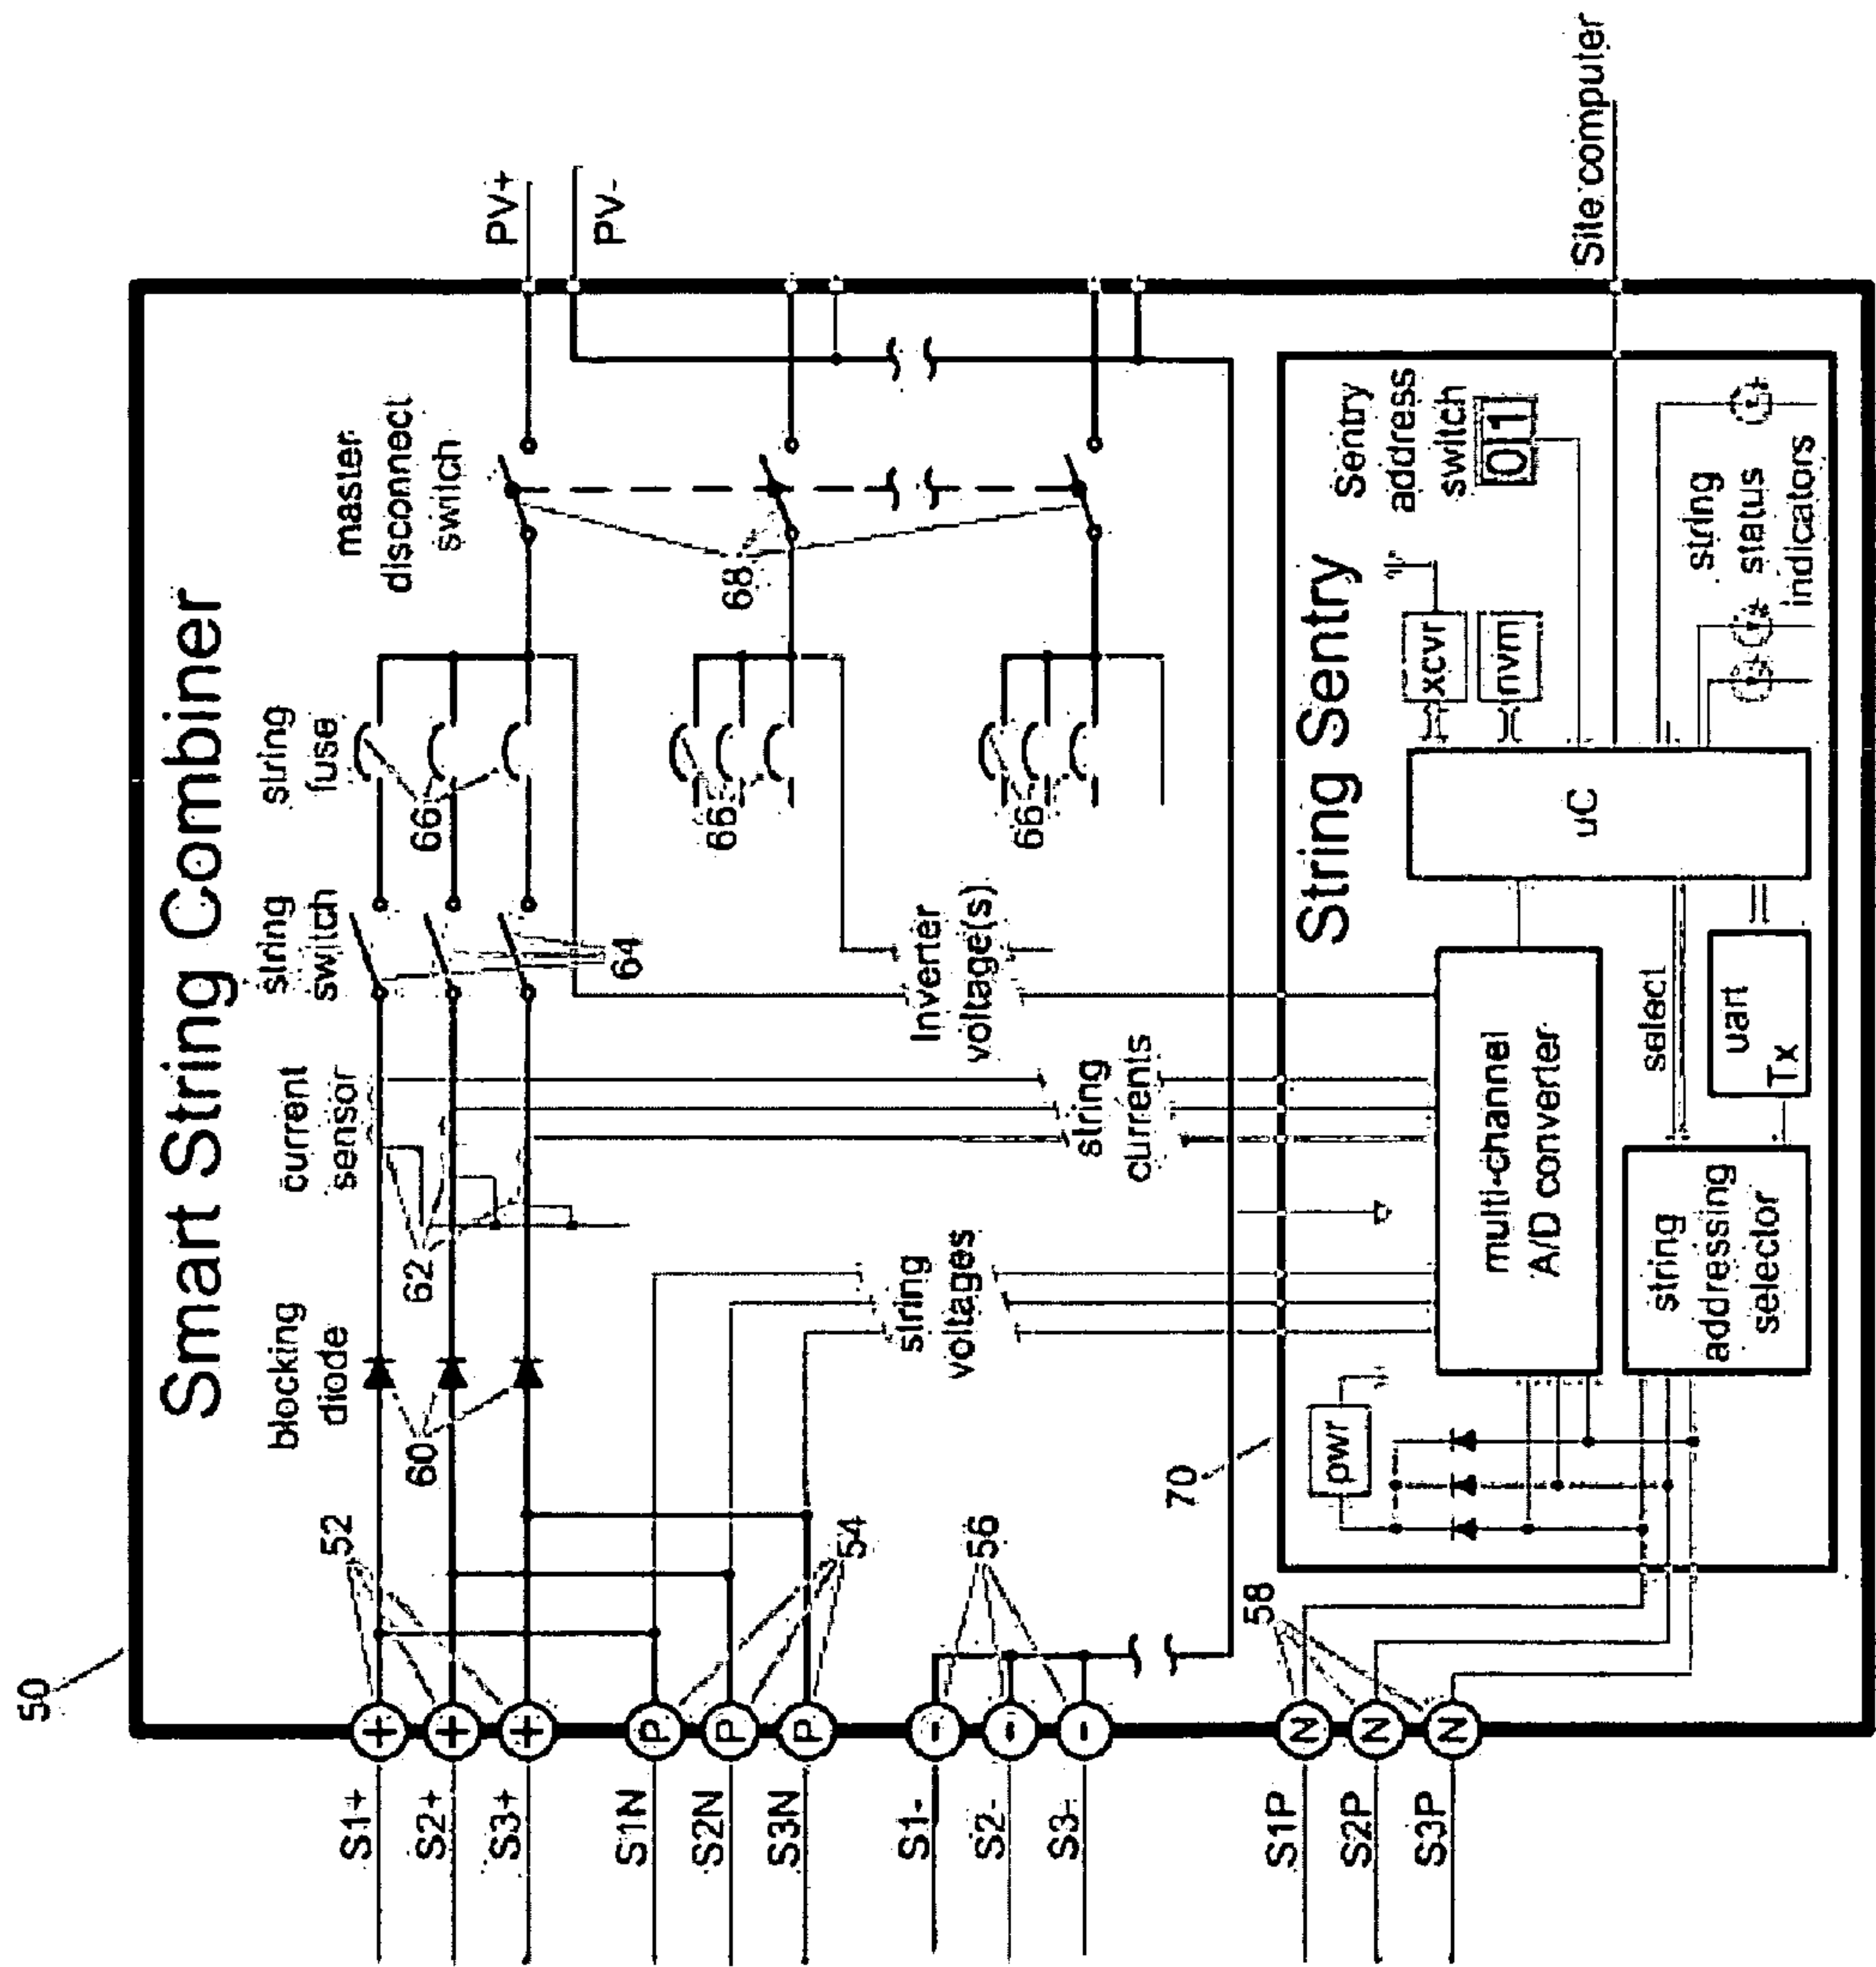 50
Smart String Combiner
blocking
diode
current
sensor
string
switch
string
fuse
master
disconnect
switch
PV+
PV-
52
60
62
64
66
66
66
68
S1+
S2+
S3+
+
+
+
S1N
S2N
S3N
P
P
P
54
string
voltages
string
currents
Inverter
voltage(s)
S1-
S2-
S3-
-
-
-
56
70
String Sentry
S1P
S2P
S3P
N
N
N
58
pwr
multi-channel
A/D converter
string
addressing
selector
select
uart
Tx
uC
xcvr
nvm
Sentry
address
switch
01
string
status
indicators
Site computer